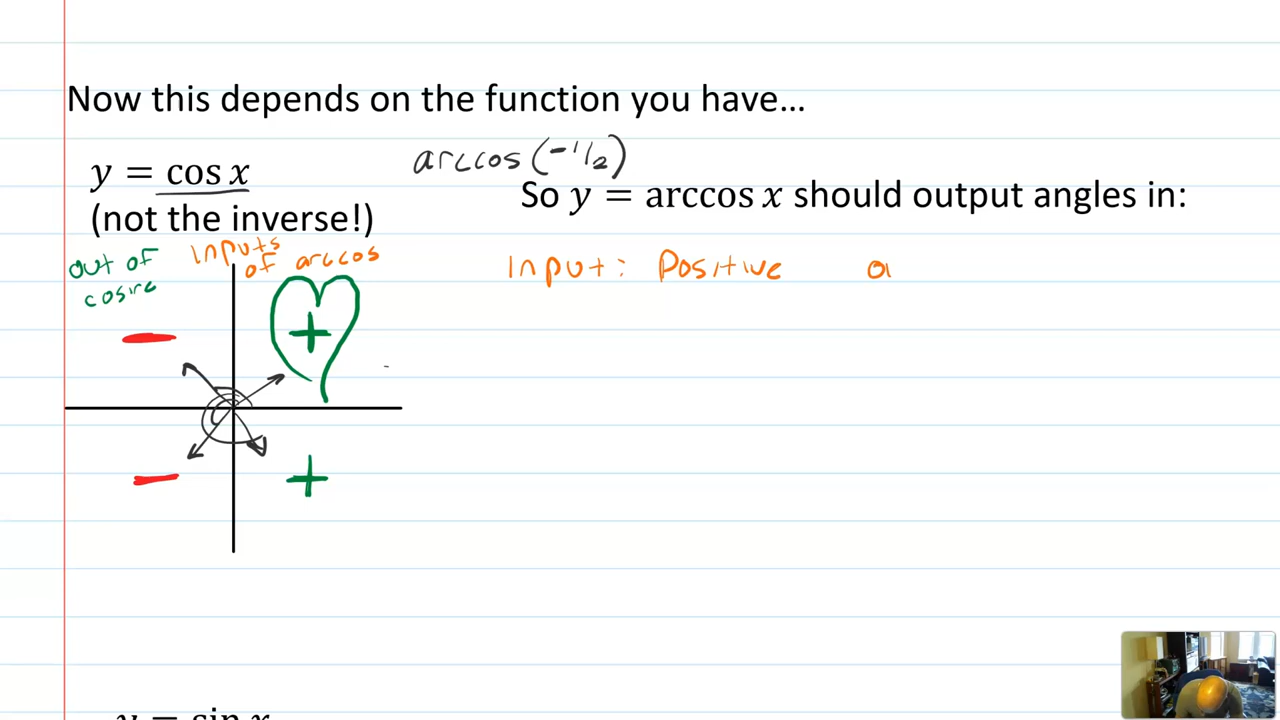 Now this depends on the function you have...
y = cos x
arccos (-1/2)
(not the inverse!)
So y = arccos x should output angles in:
out of
cosine
inputs
of arccos
Input: Positive
+
−
−
+